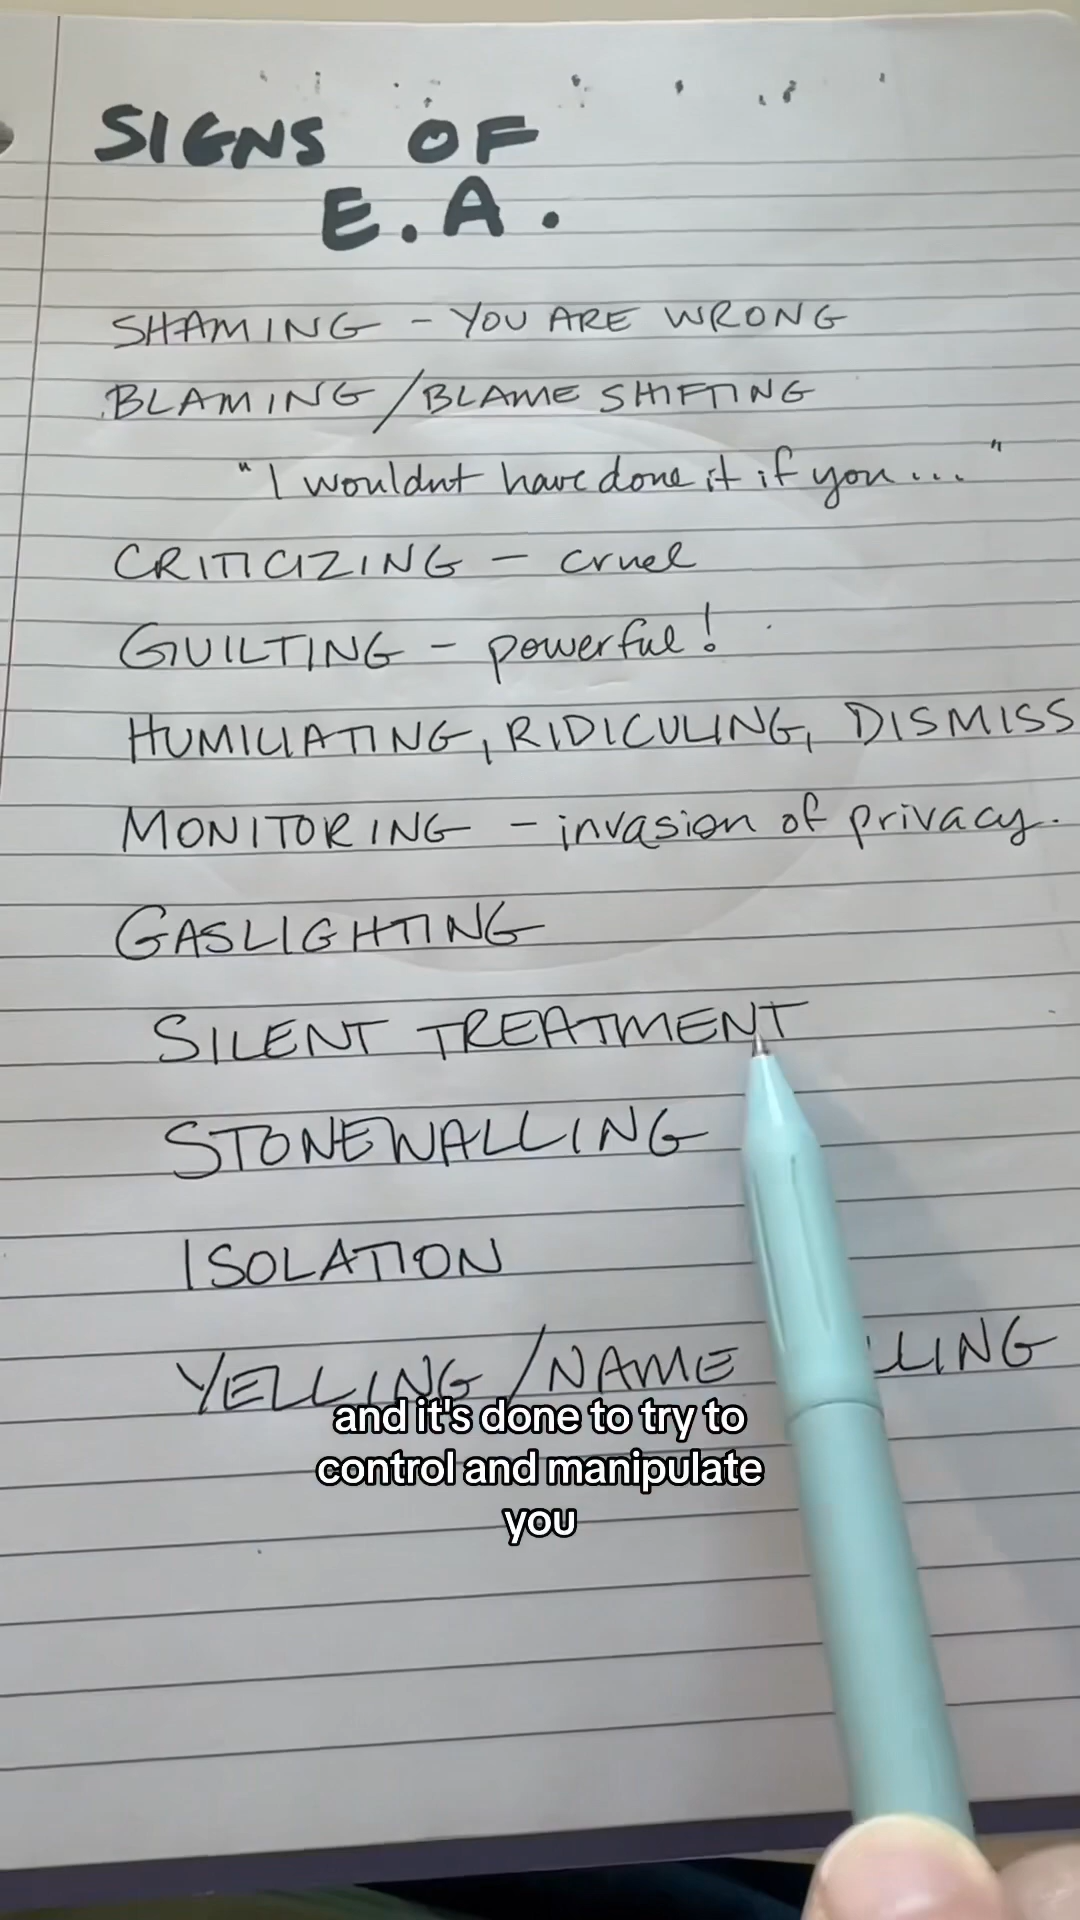 SIGNS OF
E.A.
SHAMING - YOU ARE WRONG
BLAMING/BLAME SHIFTING
"I wouldnt have done it if you..."
CRITICIZING - cruel
GUILTING - powerful!
HUMILIATING, RIDICULING, DISMISS
MONITORING - invasion of privacy.
GASLIGHTING
SILENT TREATMENT
STONEWALLING
ISOLATION
YELLING/NAME LLING
and it's done to try to
control and manipulate
you